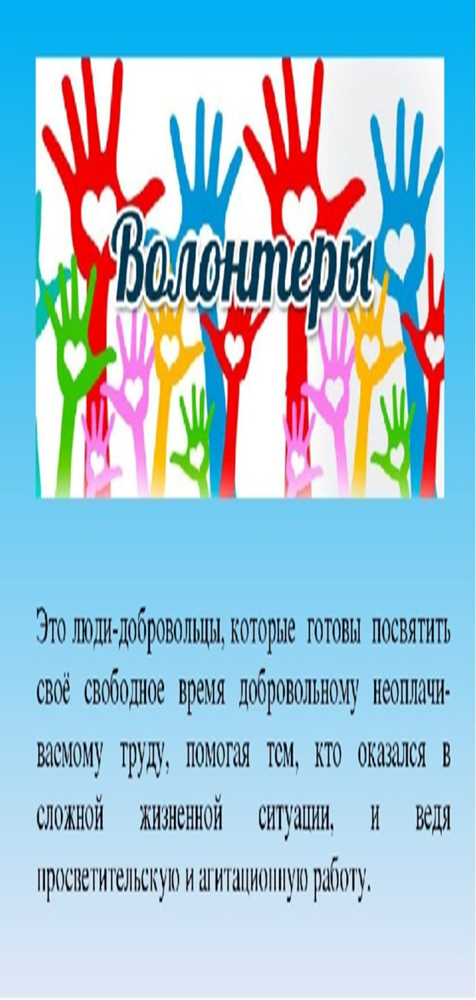 Волонтеры
Это люди-добровольцы, которые готовы посвятить
своё свободное время добровольному неоплачи-
ваемому труду, помогая тем, кто оказался в
сложной жизненной ситуации, и ведя
просветительскую и агитационную работу.